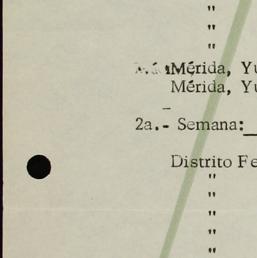 "
"
"
Mérida, Yu
Mérida, Yu
2a.- Semana:
Distrito Fe
"
"
"
"
"